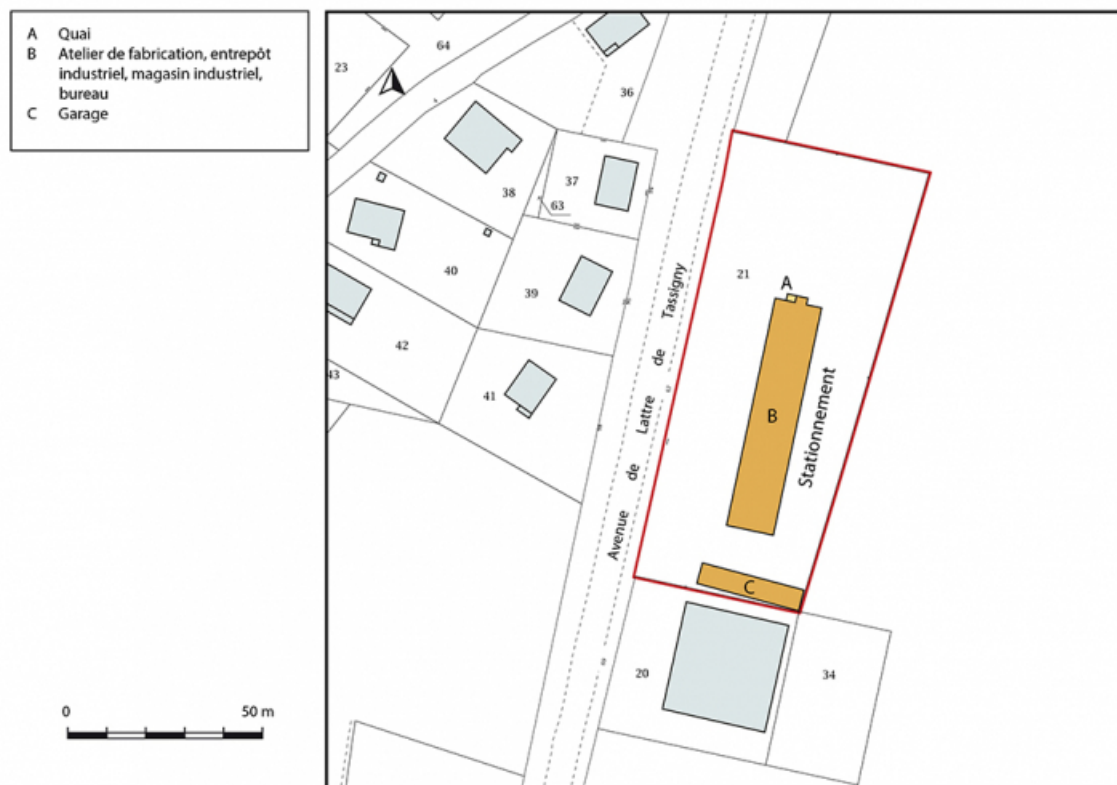 A Quai
B Atelier de fabrication, entrepôt
industriel, magasin industriel,
bureau
C Garage
0 50 m
64
23
36
38
37
63
40
39
42
43
41
21
A
B
C
Stationnement
Avenue de Lattre de Tassigny
20
34